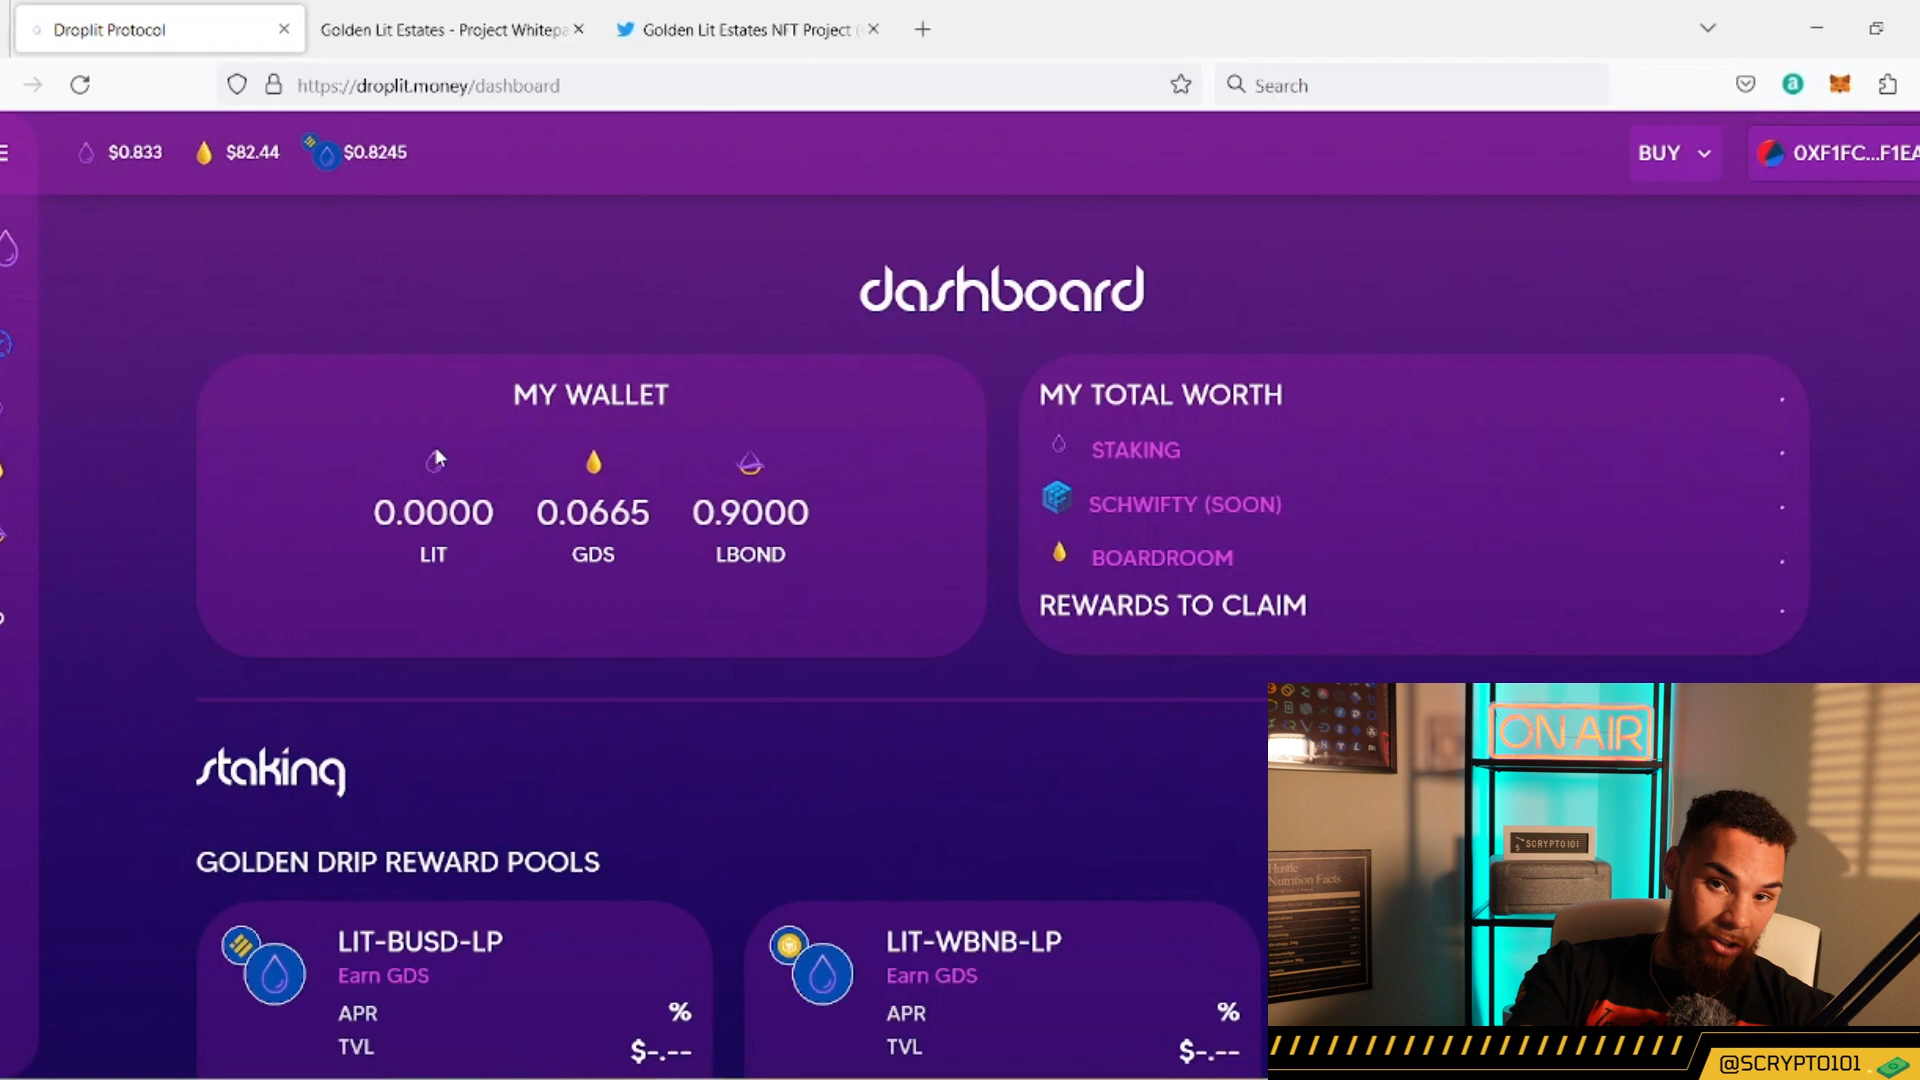 Droplit Protocol
Golden Lit Estates - Project Whitepa
Golden Lit Estates NFT Project (
https://droplit.money/dashboard
Search
$0.833
$82.44
$0.8245
BUY
0XF1FC...F1EA
dashboard
MY WALLET
0.0000
0.0665
0.9000
LIT
GDS
LBOND
MY TOTAL WORTH
STAKING
SCHWIFTY (SOON)
BOARDROOM
REWARDS TO CLAIM
staking
GOLDEN DRIP REWARD POOLS
LIT-BUSD-LP
Earn GDS
APR
%
TVL
$-.--
LIT-WBNB-LP
Earn GDS
APR
%
TVL
$-.--
ON AIR
SCRYPTO101
Hustle
Nutrition Facts
@SCRYPTO101